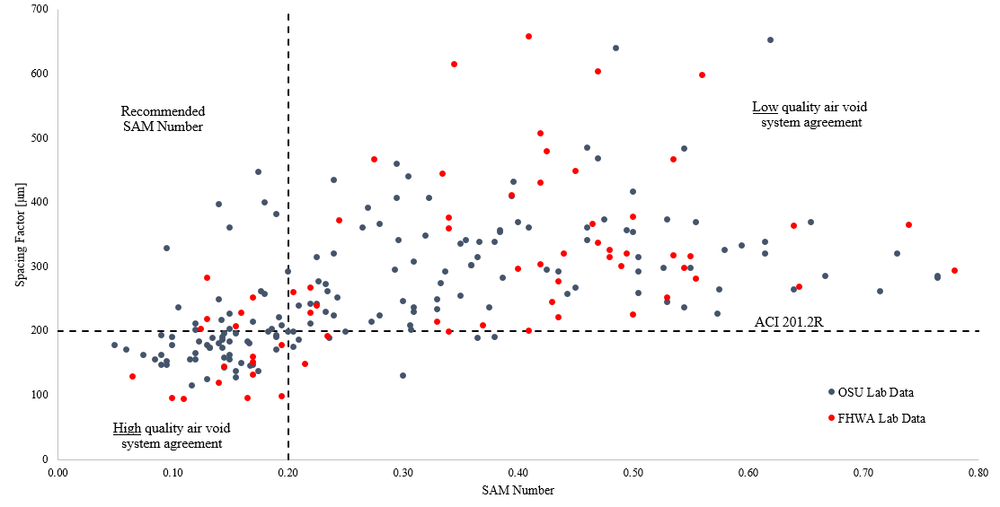 700
600
500
400
300
200
100
0
Spacing Factor [μm]
Recommended
SAM Number
Low quality air void
system agreement
ACI 201.2R
OSU Lab Data
FHWA Lab Data
High quality air void
system agreement
0.00 0.10 0.20 0.30 0.40 0.50 0.60 0.70 0.80
SAM Number